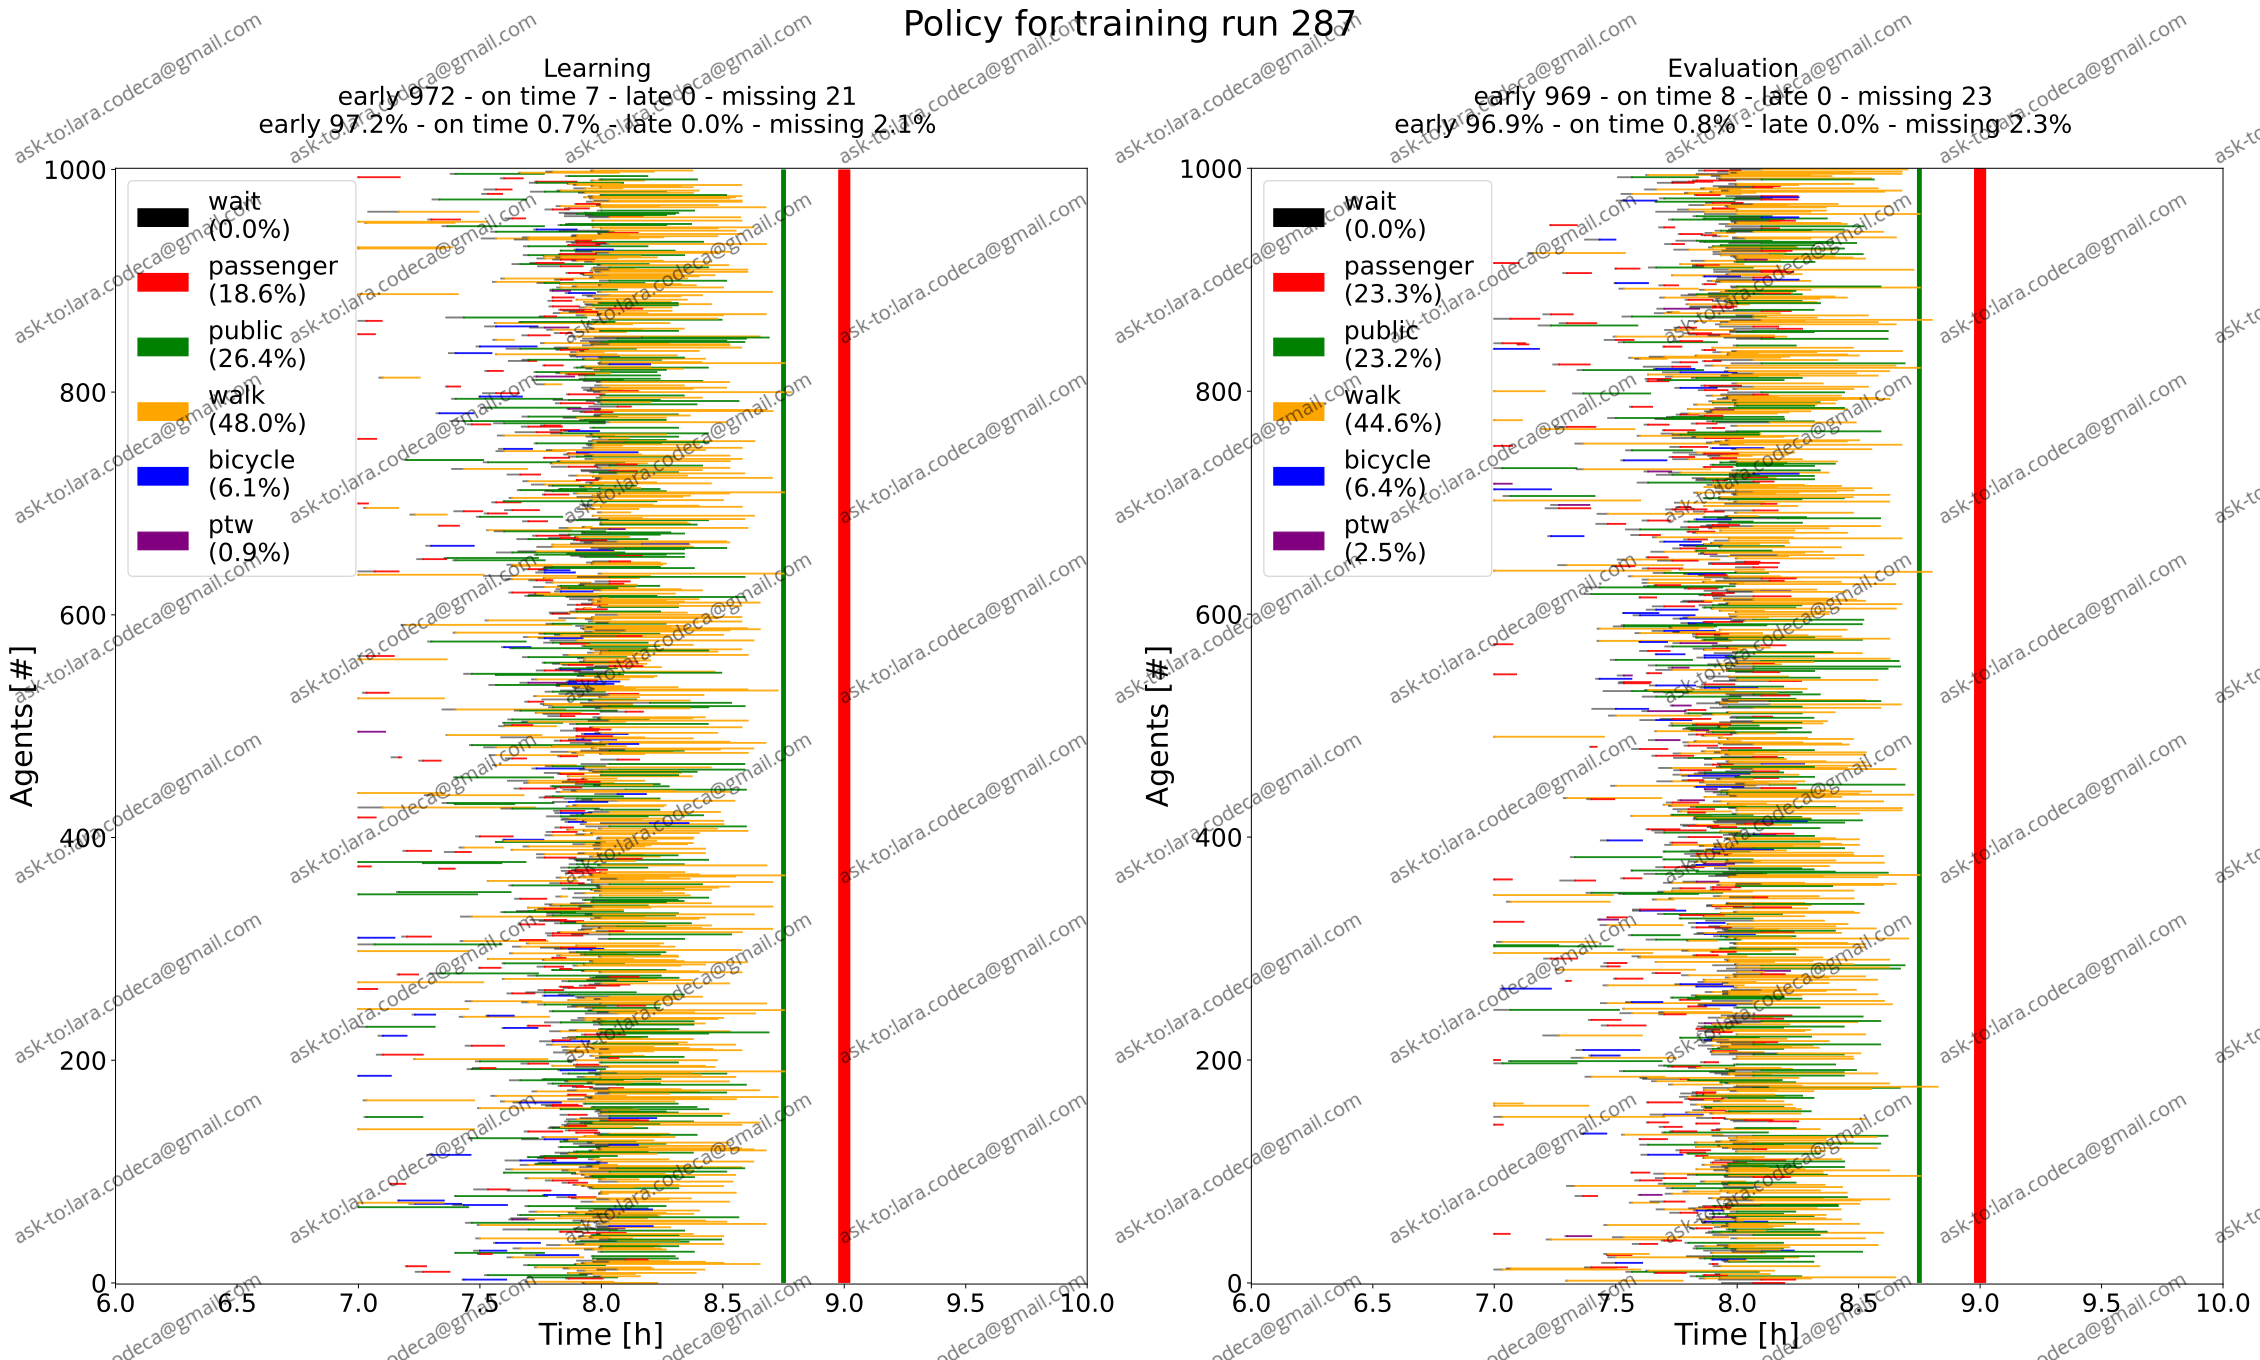 Policy for training run 287
Learning
early 972 - on time 7 - late 0 - missing 21
early 97.2% - on time 0.7% - late 0.0% - missing 2.1%
1000
800
600
400
200
0
Agents [#]
wait
(0.0%)
passenger
(18.6%)
public
(26.4%)
walk
(48.0%)
bicycle
(6.1%)
ptw
(0.9%)
6.0 6.5 7.0 7.5 8.0 8.5 9.0 9.5 10.0
Time [h]
Evaluation
early 969 - on time 8 - late 0 - missing 23
early 96.9% - on time 0.8% - late 0.0% - missing 2.3%
1000
800
600
400
200
0
Agents [#]
wait
(0.0%)
passenger
(23.3%)
public
(23.2%)
walk
(44.6%)
bicycle
(6.4%)
ptw
(2.5%)
6.0 6.5 7.0 7.5 8.0 8.5 9.0 9.5 10.0
Time [h]
ask-to:lara.codeca@gmail.com